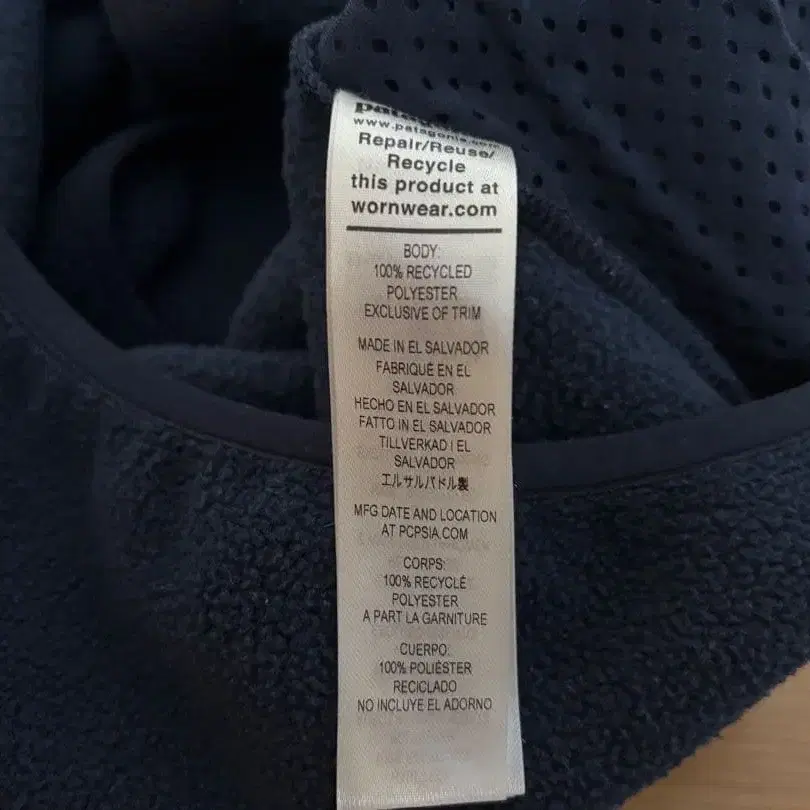 www.patagonia.com
Repair/Reuse/
Recycle
this product at
wornwear.com
BODY:
100% RECYCLED
POLYESTER
EXCLUSIVE OF TRIM
MADE IN EL SALVADOR
FABRIQUÉ EN EL
SALVADOR
HECHO EN EL SALVADOR
FATTO IN EL SALVADOR
TILLVERKAD I EL
SALVADOR
エルサルバドル製
MFG DATE AND LOCATION
AT PCPSIA.COM
CORPS:
100% RECYCLÉ
POLYESTER
A PART LA GARNITURE
CUERPO:
100% POLIÉSTER
RECICLADO
NO INCLUYE EL ADORNO